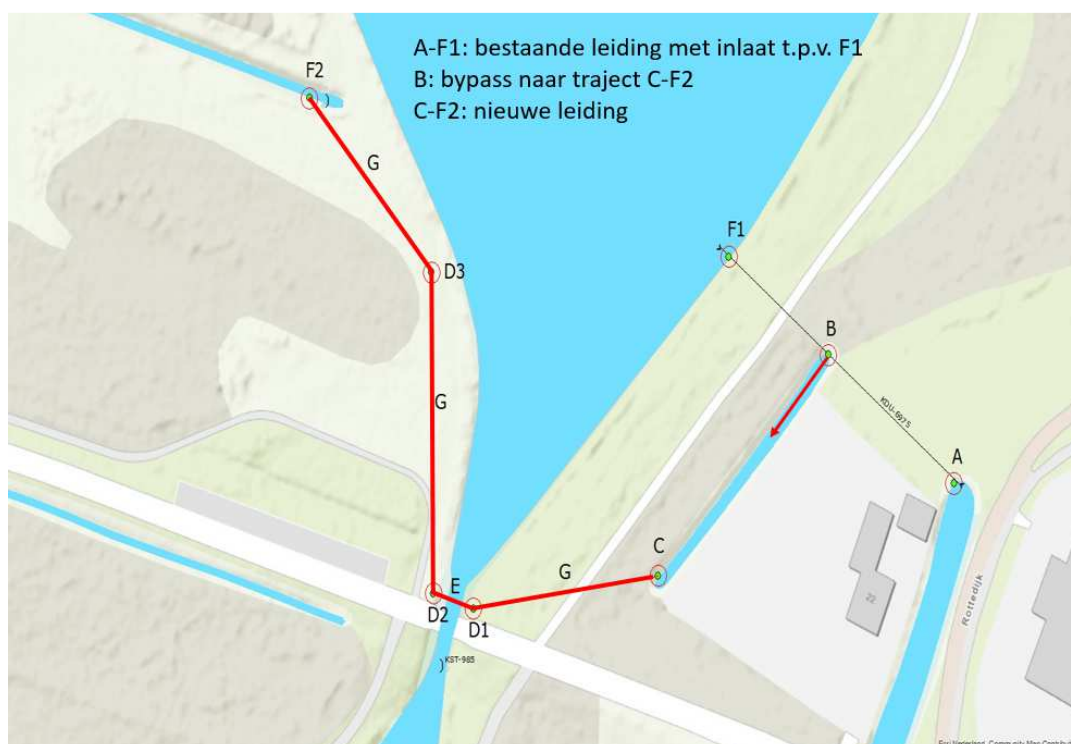 A-F1: bestaande leiding met inlaat t.p.v. F1
B: bypass naar traject C-F2
C-F2: nieuwe leiding
F2
G
F1
D3
B
G
KDU-6975
A
C
G
E
D2
D1
22
Rottedijk
KST-985